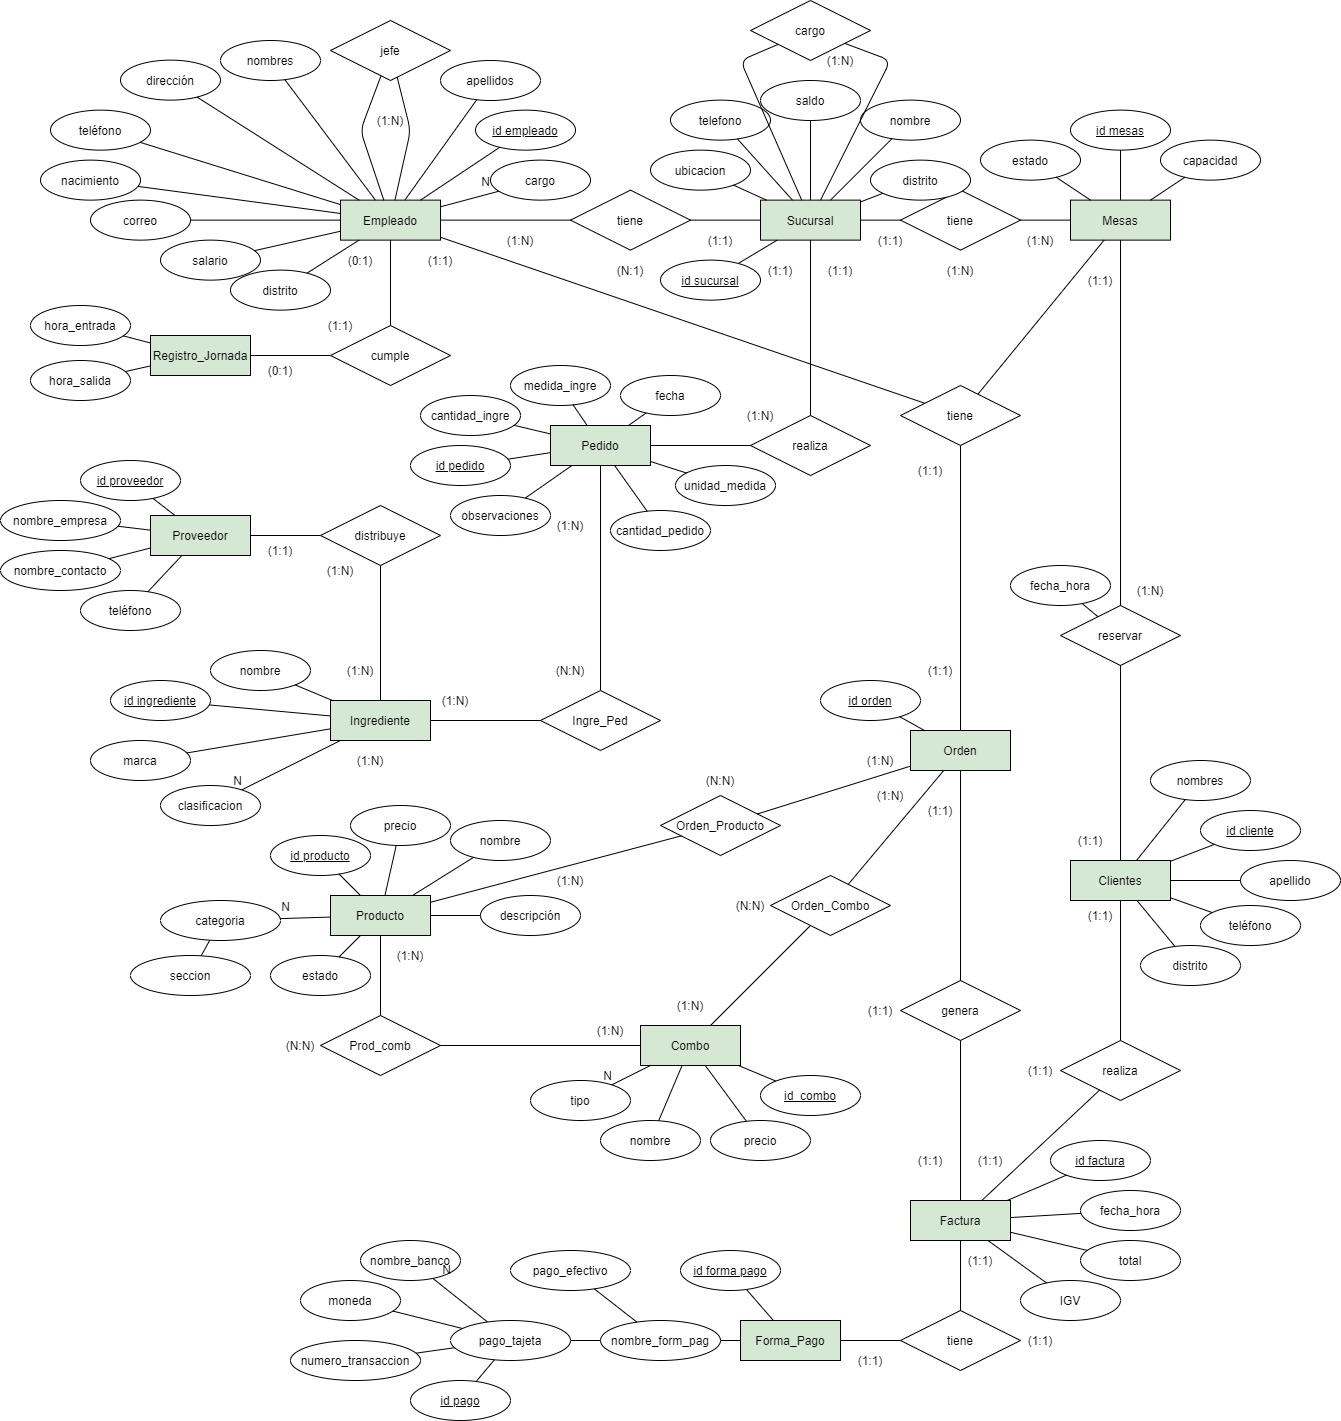 cargo
jefe
nombres
(1:N)
dirección
apellidos
saldo
(1:N)
teléfono
id empleado
telefono
nombre
id mesas
estado
capacidad
nacimiento
N
cargo
ubicacion
distrito
correo
Empleado
tiene
Sucursal
tiene
Mesas
salario
(0:1)
(1:1)
(1:N)
(1:1)
(1:1)
(1:N)
distrito
(N:1)
id sucursal
(1:1)
(1:1)
(1:N)
(1:1)
hora_entrada
(1:1)
Registro_Jornada
cumple
hora_salida
(0:1)
medida_ingre
fecha
cantidad_ingre
(1:N)
tiene
Pedido
realiza
id pedido
(1:1)
id proveedor
unidad_medida
nombre_empresa
observaciones
(1:N)
cantidad_pedido
Proveedor
distribuye
(1:1)
nombre_contacto
(1:N)
fecha_hora
(1:N)
teléfono
reservar
nombre
(1:N)
(N:N)
(1:1)
id ingrediente
(1:N)
id orden
Ingrediente
Ingre_Ped
marca
(1:N)
Orden
(1:N)
N
clasificacion
(N:N)
(1:N)
(1:1)
nombres
precio
Orden_Producto
id cliente
nombre
id producto
(1:1)
(1:N)
Clientes
apellido
N
categoria
Producto
descripción
(N:N)
Orden_Combo
(1:1)
teléfono
(1:N)
distrito
seccion
estado
(1:N)
(1:1)
genera
(N:N)
Prod_comb
(1:N)
Combo
N
tipo
id_combo
(1:1)
realiza
nombre
precio
(1:1)
(1:1)
id factura
fecha_hora
Factura
nombre_banco
N
pago_efectivo
id forma pago
(1:1)
total
moneda
IGV
numero_transaccion
pago_tajeta
nombre_form_pag
Forma_Pago
(1:1)
tiene
(1:1)
id pago